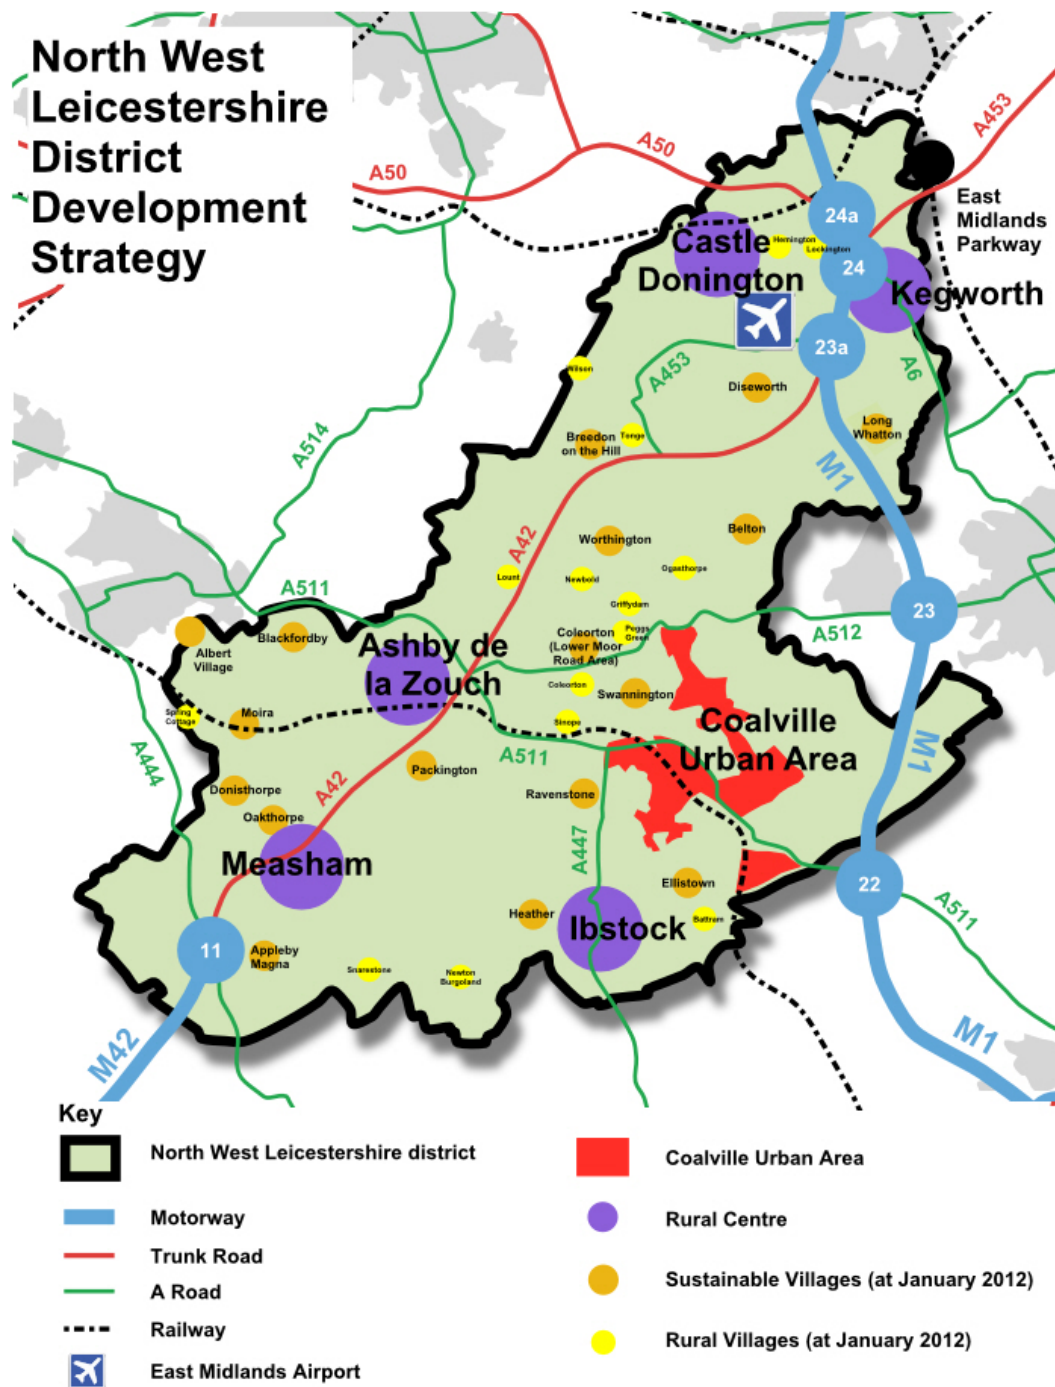 North West
Leicestershire
District
Development
Strategy
A50
A50
A453
East
Midlands
Parkway
24a
Castle
Donington
Hemington
Lockington
24
Kegworth
23a
A453
A6
Wilson
Diseworth
Long
Whatton
Tonge
Breedon
on the Hill
A514
M1
A42
Worthington
Belton
Lount
Newbold
Osgathorpe
A511
Griffydam
23
A512
Peggs
Green
Blackfordby
Albert
Village
Ashby de
la Zouch
Coleorton
(Lower Moor
Road Area)
Coleorton
Swannington
Spring
Cottage
Moira
Sinope
Coalville
Urban Area
M1
A444
A511
Packington
Donisthorpe
A42
Ravenstone
Oakthorpe
Measham
A447
Ellistown
22
A511
Heather
Ibstock
Battram
11
Appleby
Magna
Snarestone
Newton
Burgoland
M42
M1
Key
North West Leicestershire district
Motorway
Trunk Road
A Road
Railway
East Midlands Airport
Coalville Urban Area
Rural Centre
Sustainable Villages (at January 2012)
Rural Villages (at January 2012)